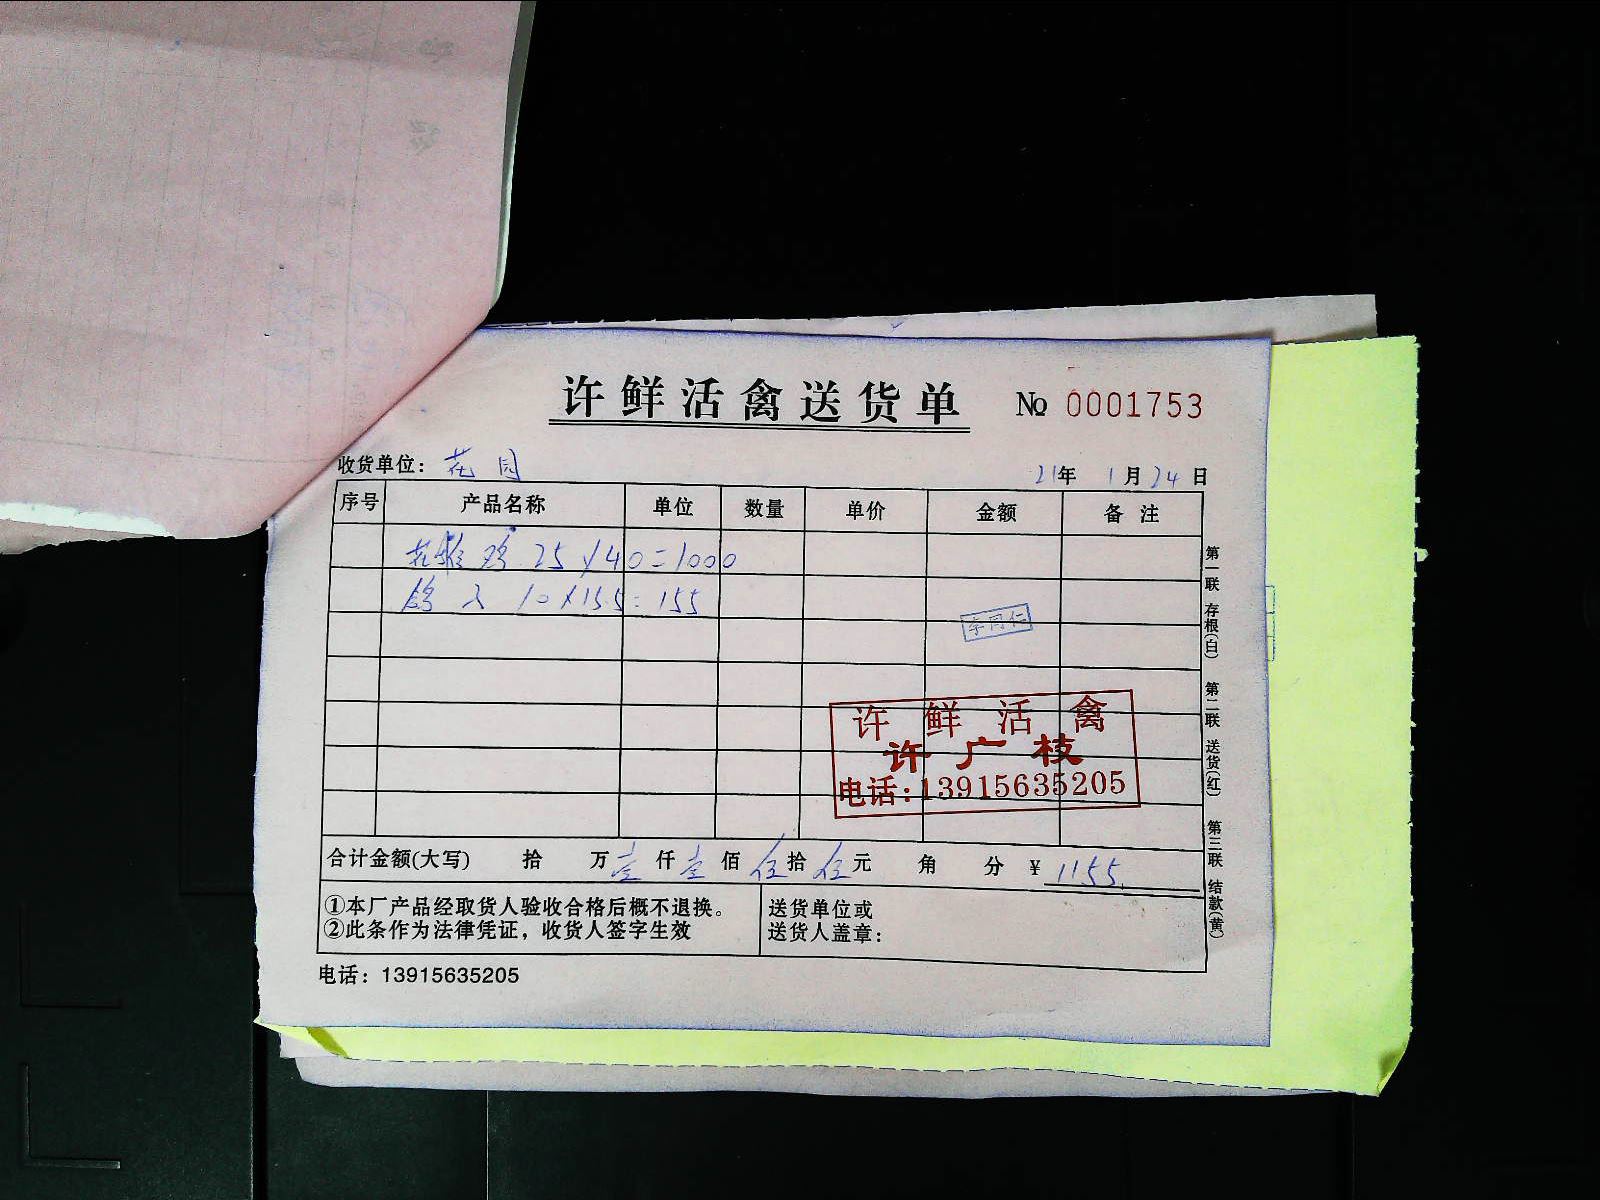 许鲜活禽送货单 № 0001753
收货单位：花园 21年 1月24日
序号 产品名称 单位 数量 单价 金额 备注
鸡 25×40=1000
鸽 10×15.5=155
李同仁
许鲜活禽
许广枝
电话:13915635205
合计金额(大写) 拾 万壹仟壹佰伍拾伍元 角 分 ¥ 1155
①本厂产品经取货人验收合格后概不退换。
②此条作为法律凭证，收货人签字生效
送货单位或
送货人盖章：
电话：13915635205
第一联 存根(白) 第二联 送货(红) 第三联 结款(黄)